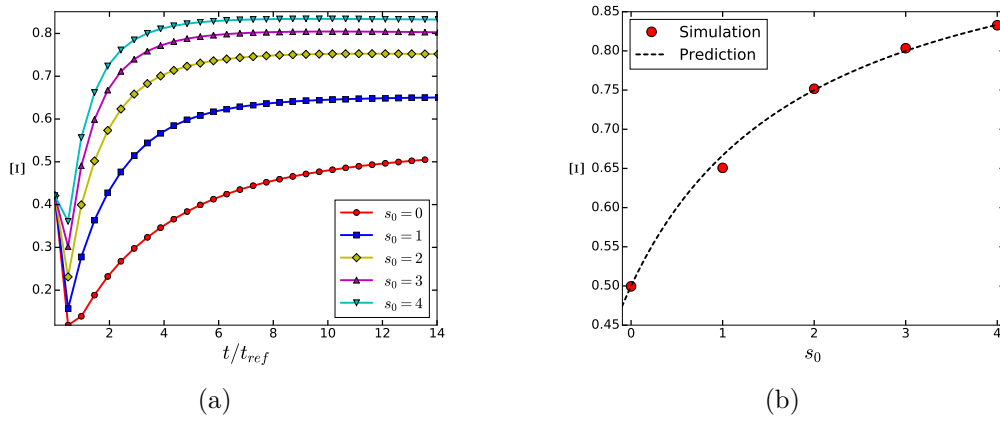 0.8
0.7
0.6
0.5
0.4
0.3
0.2
Ξ
2 4 6 8 10 12 14
t/t_{ref}
s_0 = 0
s_0 = 1
s_0 = 2
s_0 = 3
s_0 = 4
(a)
0.85
0.80
0.75
0.70
0.65
0.60
0.55
0.50
0.45
Ξ
Simulation
Prediction
0 1 2 3 4
s_0
(b)